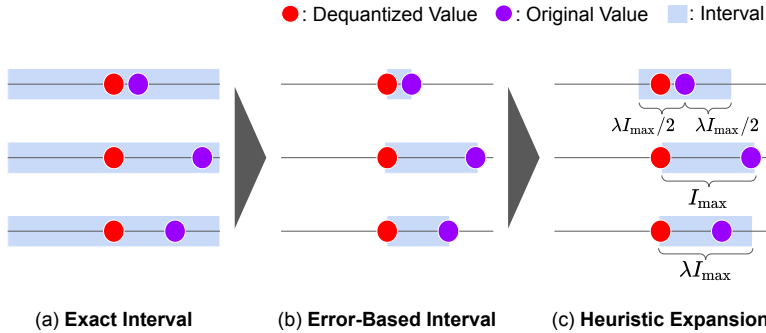 : Dequantized Value : Original Value : Interval
λI_max/2 λI_max/2
I_max
λI_max
(a) Exact Interval (b) Error-Based Interval (c) Heuristic Expansion